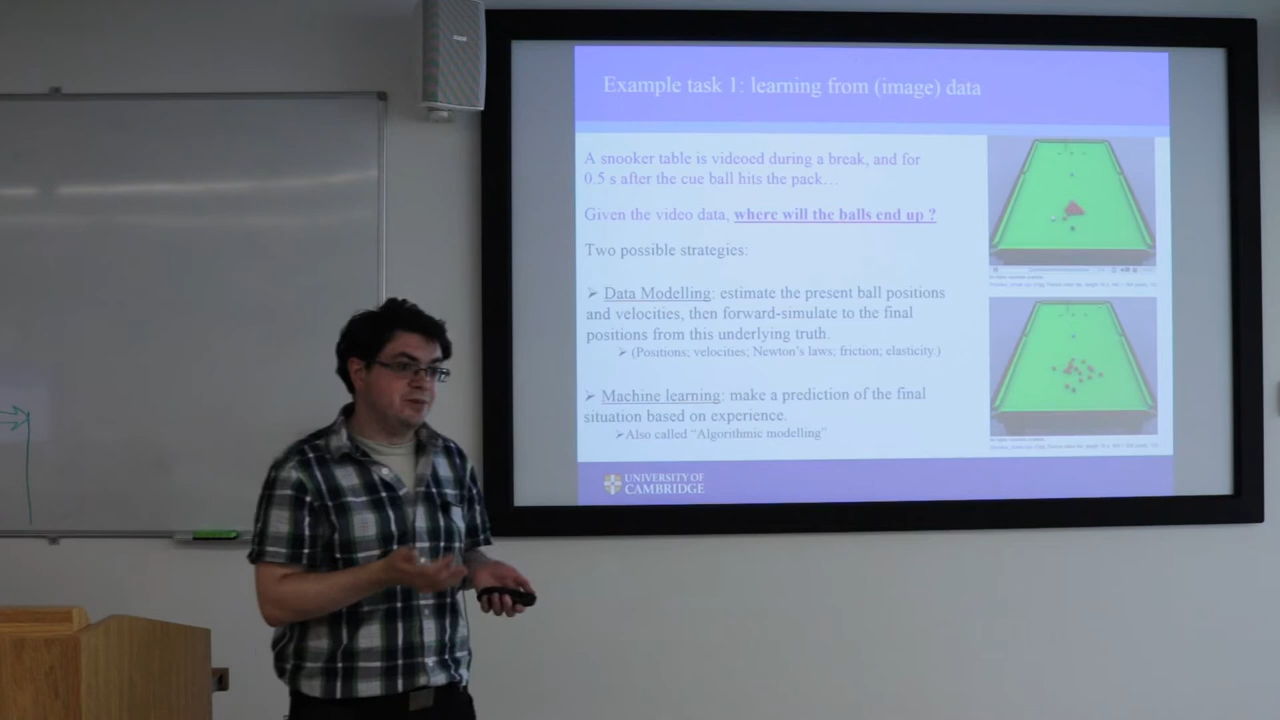 Example task 1: learning from (image) data
A snooker table is videoed during a break, and for
0.5 s after the cue ball hits the pack…
Given the video data, where will the balls end up ?
Two possible strategies:
➢ Data Modelling: estimate the present ball positions
and velocities, then forward-simulate to the final
positions from this underlying truth.
➢ (Positions; velocities; Newton's laws; friction; elasticity.)
➢ Machine learning: make a prediction of the final
situation based on experience.
➢Also called “Algorithmic modelling”
UNIVERSITY OF
CAMBRIDGE